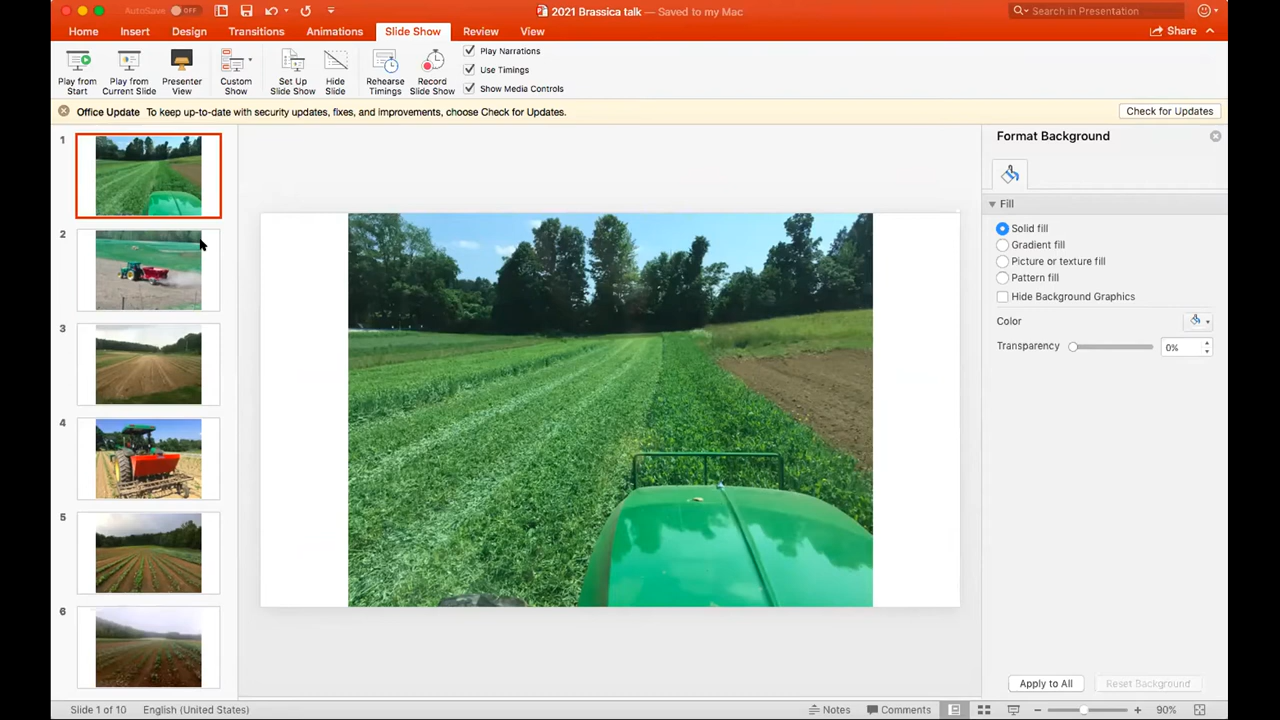 AutoSave OFF 2021 Brassica talk — Saved to my Mac Search in Presentation
Home Insert Design Transitions Animations Slide Show Review View Share
Play from Start
Play from Current Slide
Presenter View
Custom Show
Set Up Slide Show
Hide Slide
Rehearse Timings
Record Slide Show
Play Narrations
Use Timings
Show Media Controls
Office Update To keep up-to-date with security updates, fixes, and improvements, choose Check for Updates. Check for Updates
1
2
3
4
5
6
Format Background
Fill
Solid fill
Gradient fill
Picture or texture fill
Pattern fill
Hide Background Graphics
Color
Transparency 0%
Apply to All Reset Background
Slide 1 of 10 English (United States) Notes Comments 90%